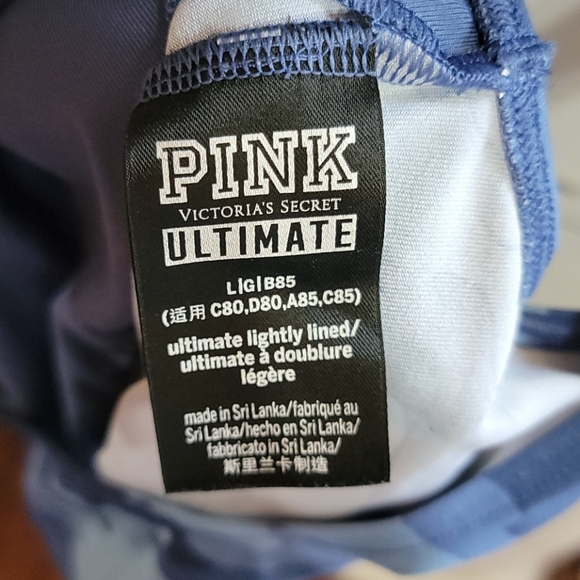 PINK
VICTORIA'S SECRET
ULTIMATE
L|G|B85
(适用 C80,D80,A85,C85)
ultimate lightly lined/
ultimate à doublure
légère
made in Sri Lanka/fabriqué au
Sri Lanka/hecho en Sri Lanka/
fabbricato in Sri Lanka/
斯里兰卡制造